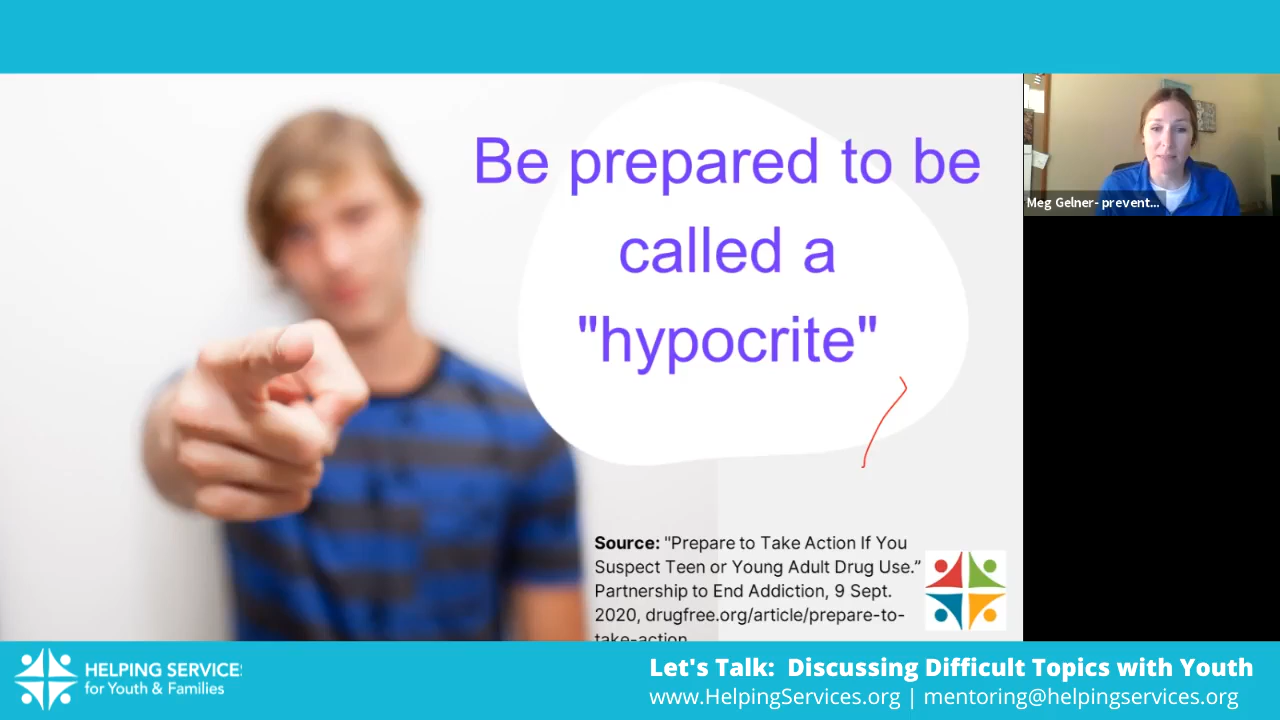 Be prepared to be
called a
"hypocrite"
Meg Gelner- prevent...
Source: "Prepare to Take Action If You
Suspect Teen or Young Adult Drug Use.”
Partnership to End Addiction, 9 Sept.
2020, drugfree.org/article/prepare-to-
take-action
HELPING SERVICES
for Youth & Families
Let's Talk: Discussing Difficult Topics with Youth
www.HelpingServices.org | mentoring@helpingservices.org